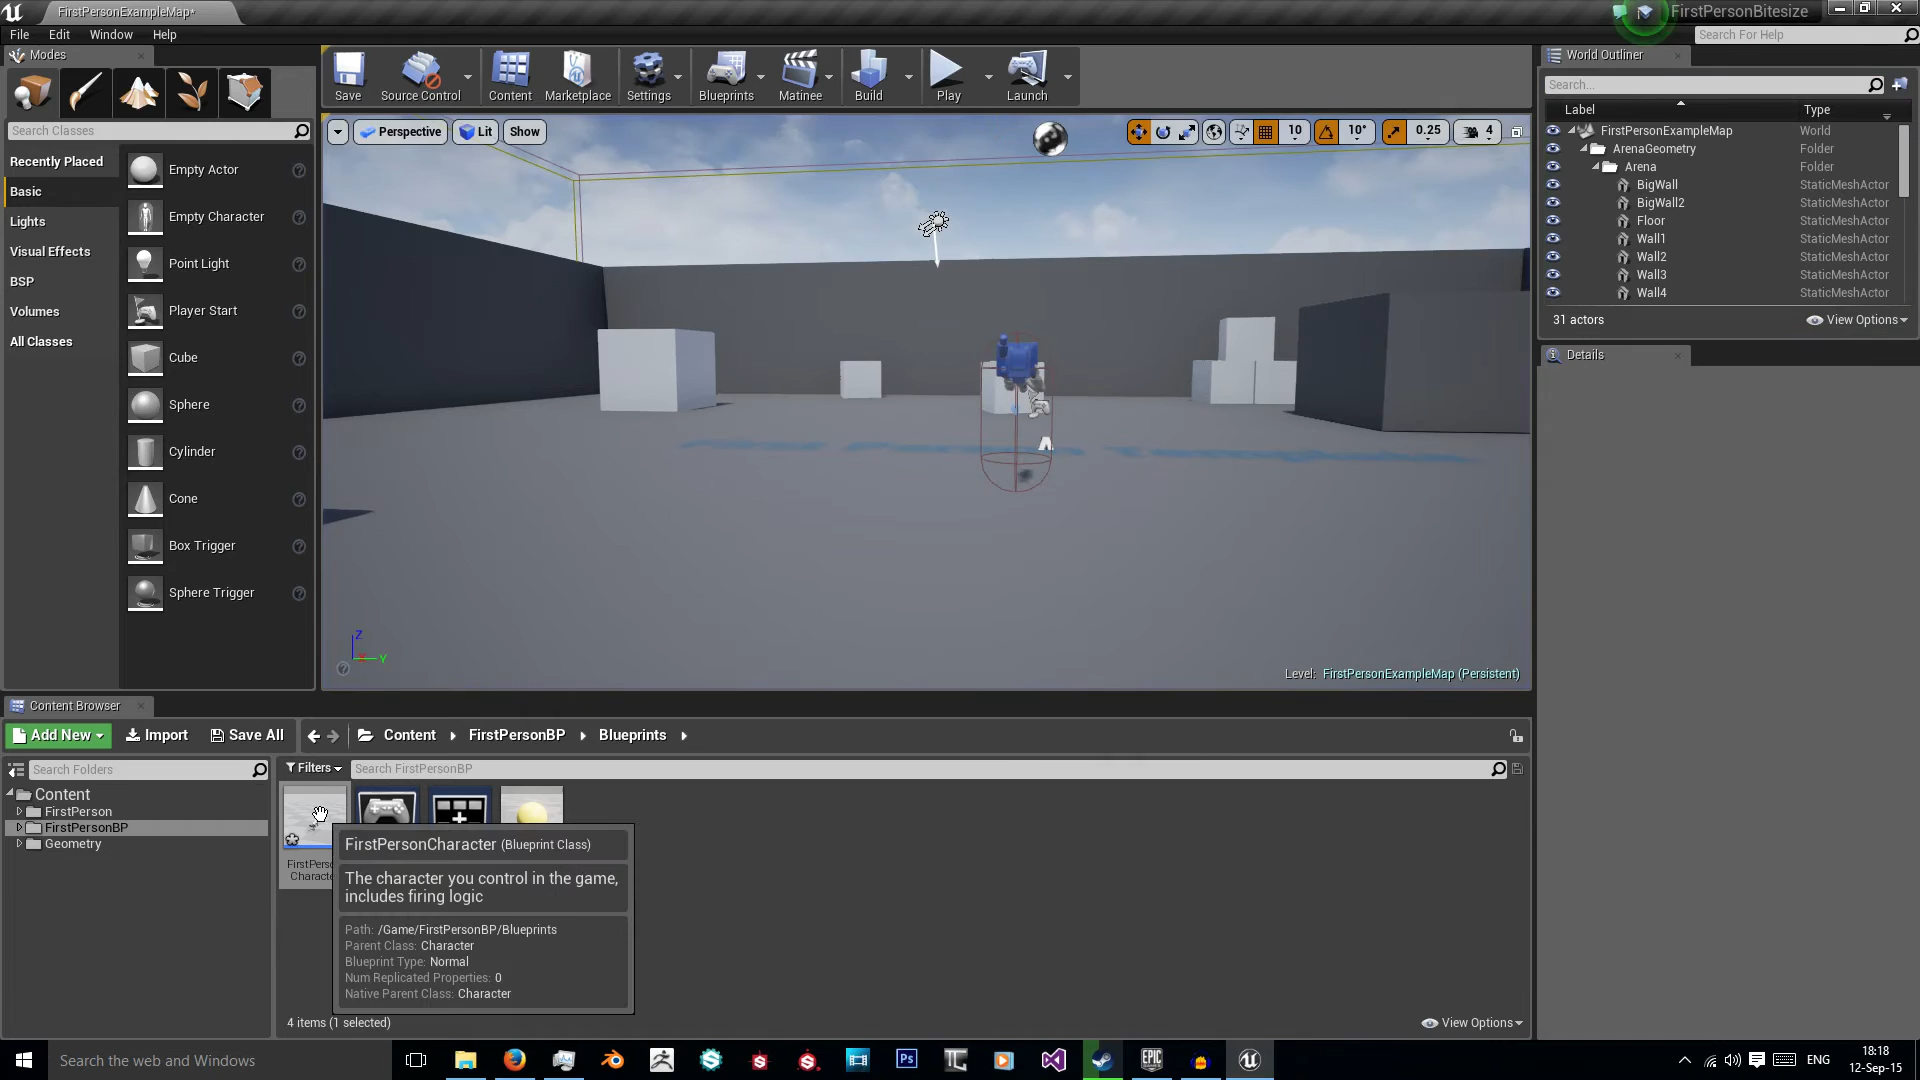 FirstPersonExampleMap*
FirstPersonBitesize
File Edit Window Help
Search For Help
Modes
Search Classes
Recently Placed
Basic
Lights
Visual Effects
BSP
Volumes
All Classes
Empty Actor
Empty Character
Point Light
Player Start
Cube
Sphere
Cylinder
Cone
Box Trigger
Sphere Trigger
Save
Source Control
Content
Marketplace
Settings
Blueprints
Matinee
Build
Play
Launch
Perspective Lit Show
10 10° 0.25 4
Z
Y
Level: FirstPersonExampleMap (Persistent)
World Outliner
Search...
Label Type
FirstPersonExampleMap World
ArenaGeometry Folder
Arena Folder
BigWall StaticMeshActor
BigWall2 StaticMeshActor
Floor StaticMeshActor
Wall1 StaticMeshActor
Wall2 StaticMeshActor
Wall3 StaticMeshActor
Wall4 StaticMeshActor
31 actors View Options
Details
Content Browser
Add New Import Save All Content FirstPersonBP Blueprints
Search Folders
Filters Search FirstPersonBP
Content
FirstPerson
FirstPersonBP
Geometry
FirstPersonCharacter (Blueprint Class)
The character you control in the game,
includes firing logic
Path: /Game/FirstPersonBP/Blueprints
Parent Class: Character
Blueprint Type: Normal
Num Replicated Properties: 0
Native Parent Class: Character
4 items (1 selected) View Options
Search the web and Windows
Ps
EPIC
ENG
18:18
12-Sep-15